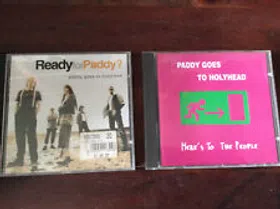 Ready for Paddy?
paddy goes to holyhead
PADDY GOES
TO HOLYHEAD
HERE'S TO THE PEOPLE